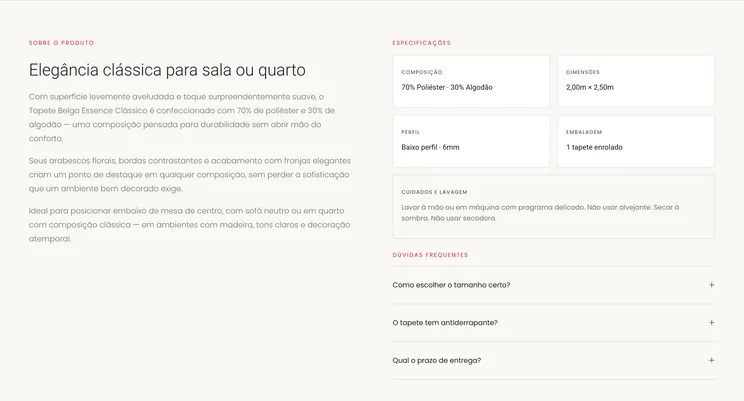 SOBRE O PRODUTO
Elegância clássica para sala ou quarto
Com superfície levemente aveludada e toque surpreendentemente suave, o
Tapete Belga Essence Clássico é confeccionado com 70% de poliéster e 30% de
algodão — uma composição pensada para durabilidade sem abrir mão do
conforto.
Seus arabescos florais, bordas contrastantes e acabamento com franjas elegantes
criam um ponto de destaque em qualquer composição, sem perder a sofisticação
que um ambiente bem decorado exige.
Ideal para posicionar embaixo de mesa de centro, com sofá neutro ou em quarto
com composição clássica — em ambientes com madeira, tons claros e decoração
atemporal.
ESPECIFICAÇÕES
COMPOSIÇÃO
70% Poliéster · 30% Algodão
DIMENSÕES
2,00m × 2,50m
PERFIL
Baixo perfil · 6mm
EMBALAGEM
1 tapete enrolado
CUIDADOS E LAVAGEM
Lavar à mão ou em máquina com programa delicado. Não usar alvejante. Secar à
sombra. Não usar secadora.
DÚVIDAS FREQUENTES
Como escolher o tamanho certo? +
O tapete tem antiderrapante? +
Qual o prazo de entrega? +